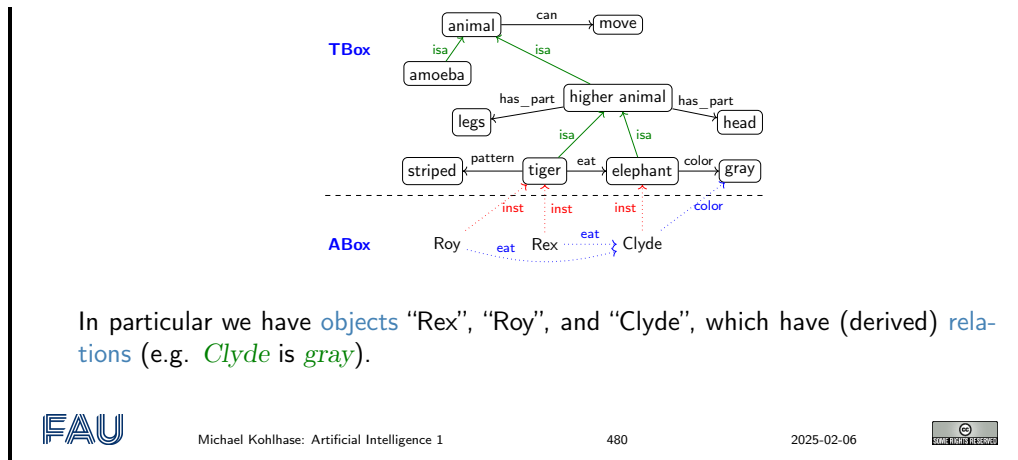 animal can move
TBox
isa isa
amoeba
higher animal
has_part has_part
legs head
isa isa
striped pattern tiger eat elephant color gray
inst inst inst color
ABox Roy eat Rex eat Clyde
In particular we have objects “Rex”, “Roy”, and “Clyde”, which have (derived) rela-
tions (e.g. Clyde is gray).
FAU Michael Kohlhase: Artificial Intelligence 1 480 2025-02-06
cc
SOME RIGHTS RESERVED